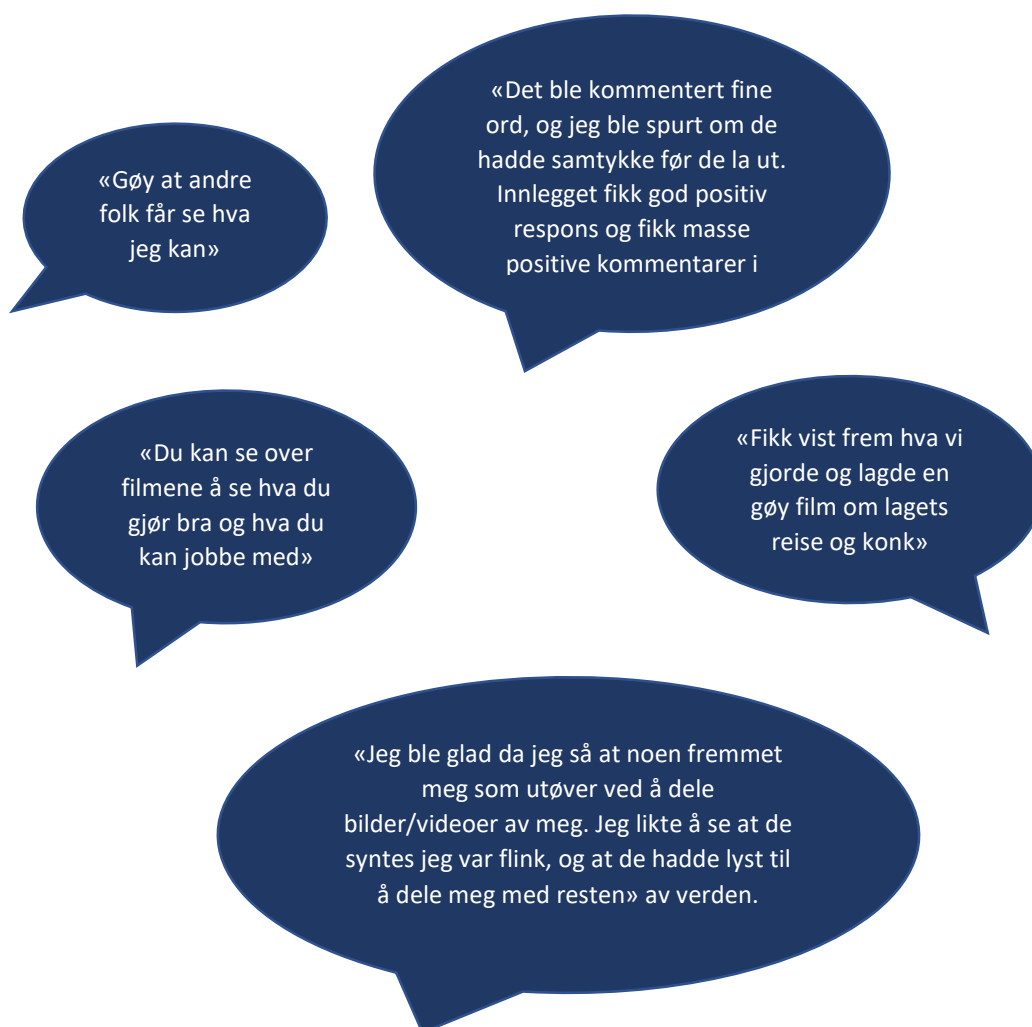 «Det ble kommentert fine
ord, og jeg ble spurt om de
hadde samtykke før de la ut.
Innlegget fikk god positiv
respons og fikk masse
positive kommentarer i
«Gøy at andre
folk får se hva
jeg kan»
«Du kan se over
filmene å se hva du
gjør bra og hva du
kan jobbe med»
«Fikk vist frem hva vi
gjorde og lagde en
gøy film om lagets
reise og konk»
«Jeg ble glad da jeg så at noen fremmet
meg som utøver ved å dele
bilder/videoer av meg. Jeg likte å se at de
syntes jeg var flink, og at de hadde lyst til
å dele meg med resten» av verden.